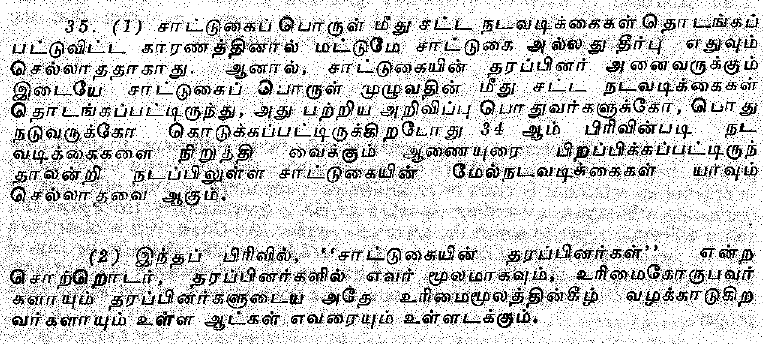 35. (1) சாட்டுகைப் பொருள் மீது சட்ட நடவடிக்கைகள் தொடங்கப்
பட்டுவிட்ட காரணத்தினால் மட்டுமே சாட்டுகை அல்லது தீர்பு எதுவும்
செல்லாததாகாது. ஆனால், சாட்டுகையின் தரப்பினர் அனைவருக்கும்
இடையே சாட்டுகைப் பொருள் முழுவதின் மீது சட்ட நடவடிக்கைகள்
தொடங்கப்பட்டிருந்து, அது பற்றிய அறிவிப்பு பொதுவர்களுக்கோ, பொது
நடுவருக்கோ கொடுக்கப்பட்டிருக்கிறபோது 34 ஆம் பிரிவின்படி நட
வடிக்கைகளை நிறுத்தி வைக்கும் ஆணையுரை பிறப்பிக்கப்பட்டிருந்
தாலன்றி நடப்பிலுள்ள சாட்டுகையின் மேல்நடவடிக்கைகள் யாவும்
செல்லாதவை ஆகும்.
(2) இந்தப் பிரிவில், ‘‘சாட்டுகையின் தரப்பினர்கள்’’ என்ற
சொற்றொடர், தரப்பினர்களில் எவர் மூலமாகவும், உரிமைகோருபவர்
களாயும் தரப்பினர்களுடைய அதே உரிமைமூலத்தின்கீழ் வழக்காடுகிற
வர்களாயும் உள்ள ஆட்கள் எவரையும் உள்ளடக்கும்.